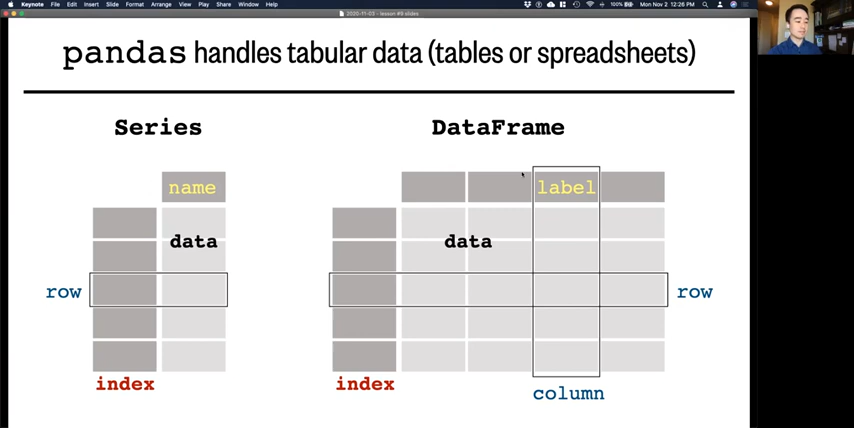 Keynote File Edit Insert Slide Format Arrange View Play Share Window Help 100% Mon Nov 2 12:26 PM
2020-11-03 - lesson #9 slides
pandas handles tabular data (tables or spreadsheets)
Series DataFrame
name label
data data
row row
index index
column